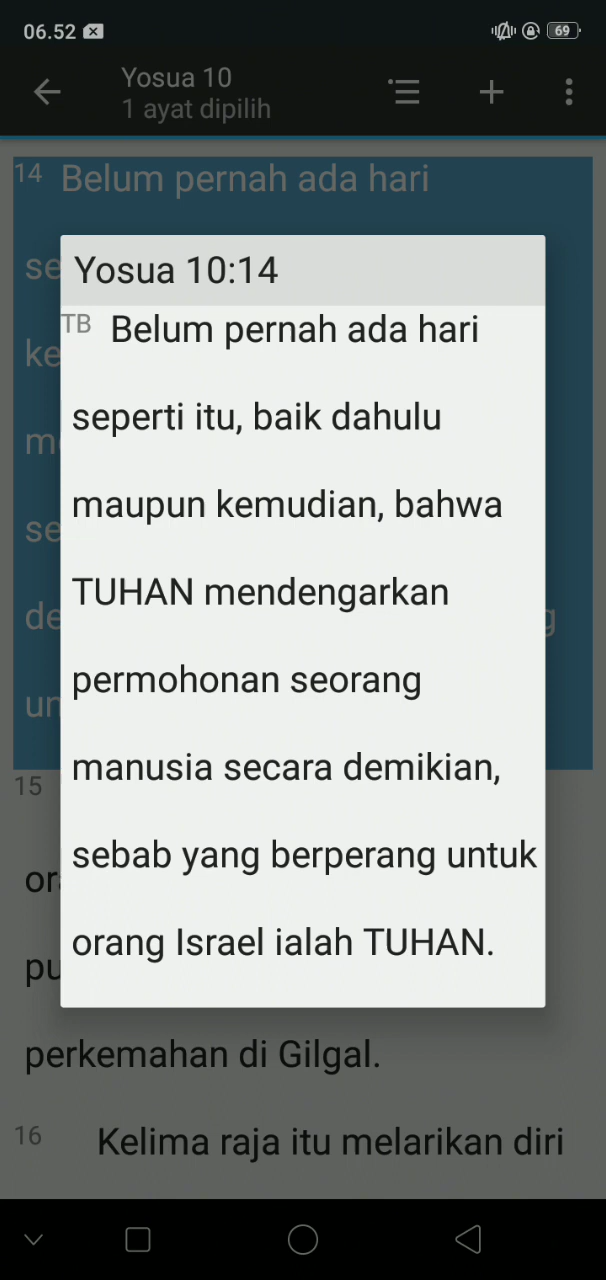 06.52
69
Yosua 10
1 ayat dipilih
14 Belum pernah ada hari
Yosua 10:14
TB Belum pernah ada hari
seperti itu, baik dahulu
maupun kemudian, bahwa
TUHAN mendengarkan
permohonan seorang
manusia secara demikian,
sebab yang berperang untuk
orang Israel ialah TUHAN.
15
perkemahan di Gilgal.
16 Kelima raja itu melarikan diri